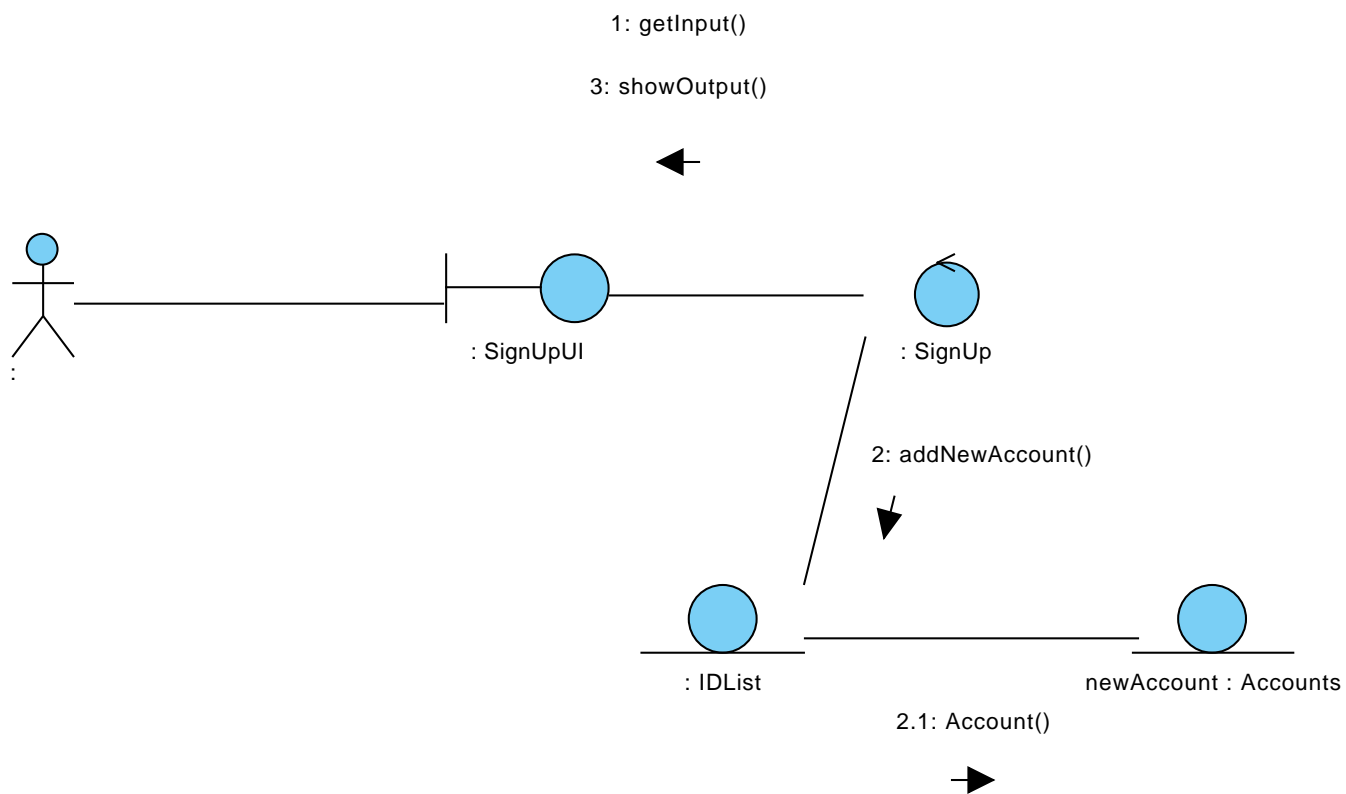 1: getInput()
3: showOutput()
:
: SignUpUI
: SignUp
2: addNewAccount()
: IDList
newAccount : Accounts
2.1: Account()